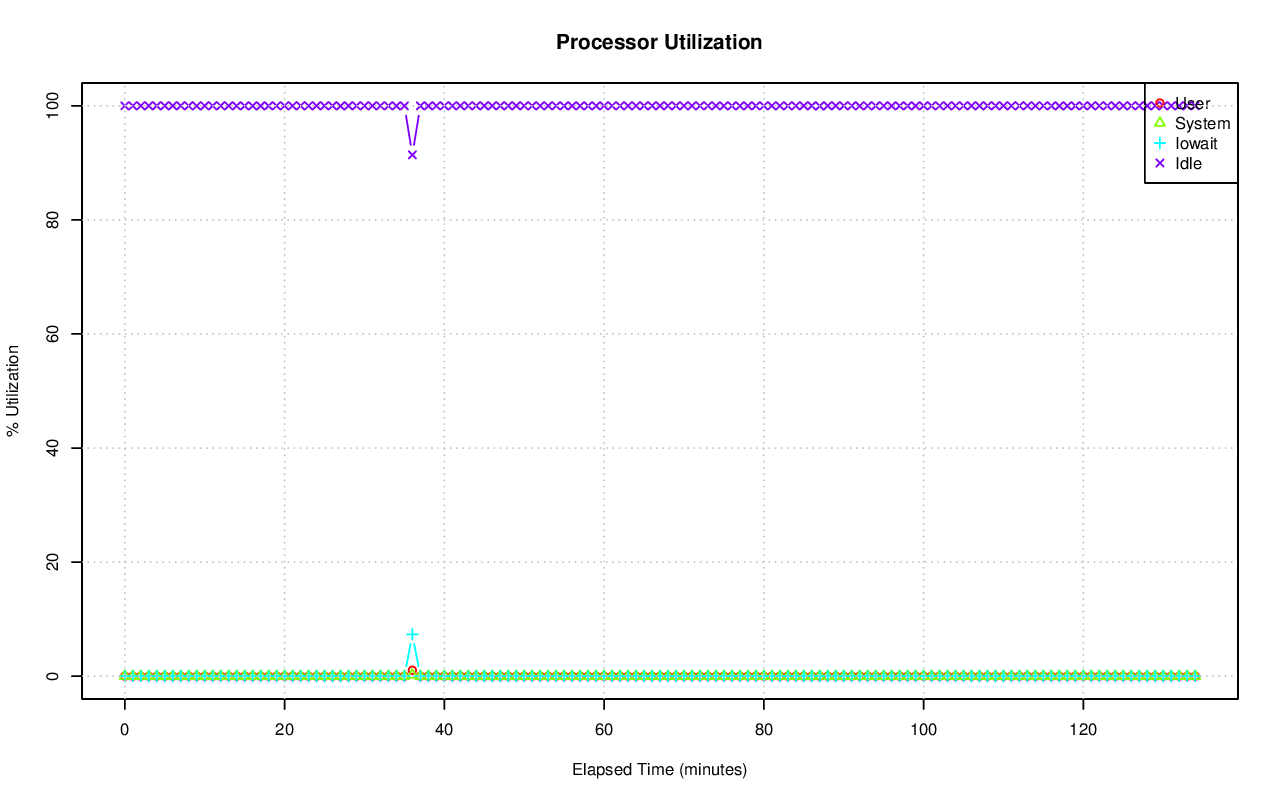 Processor Utilization
% Utilization
100
80
60
40
20
0
User
System
Iowait
Idle
0 20 40 60 80 100 120
Elapsed Time (minutes)